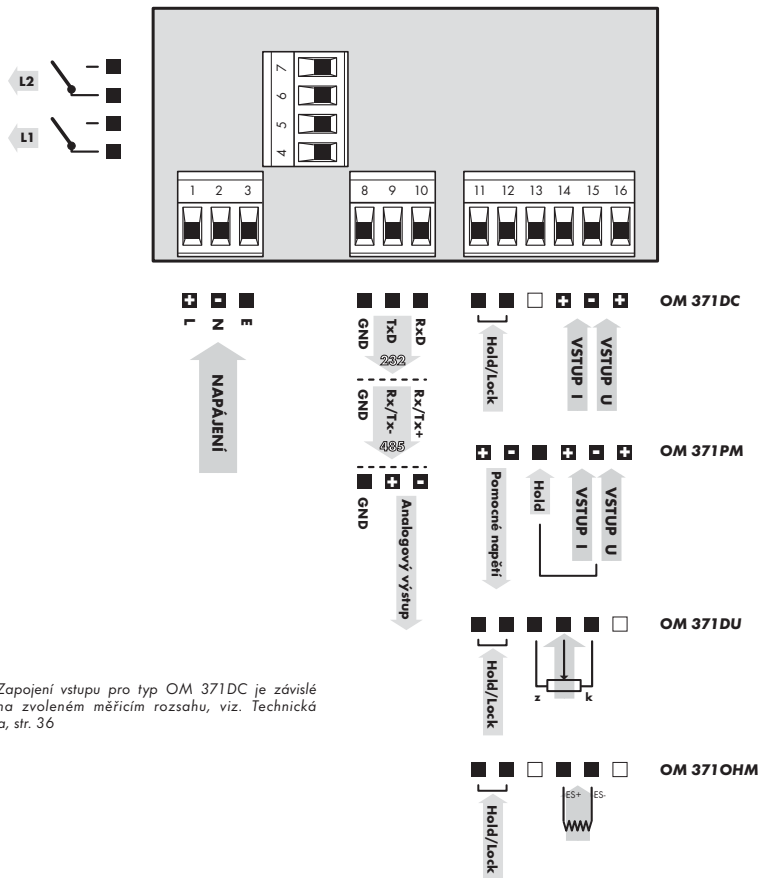 L2
L1
7
6
5
4
1 2 3
8 9 10
11 12 13 14 15 16
+ -
L N E
NAPÁJENÍ
GND TxD RxD
232
GND Rx/Tx- Rx/Tx+
485
+ -
GND
Analogový výstup
+ - +
OM 371DC
Hold/Lock
VSTUP I
VSTUP U
+ - + - +
OM 371PM
Pomocné napětí
Hold
VSTUP I
VSTUP U
OM 371DU
Hold/Lock
z k
OM 371OHM
Hold/Lock
ES+ ES-
Zapojení vstupu pro typ OM 371DC je závislé
na zvoleném měřicím rozsahu, viz. Technická
a, str. 36